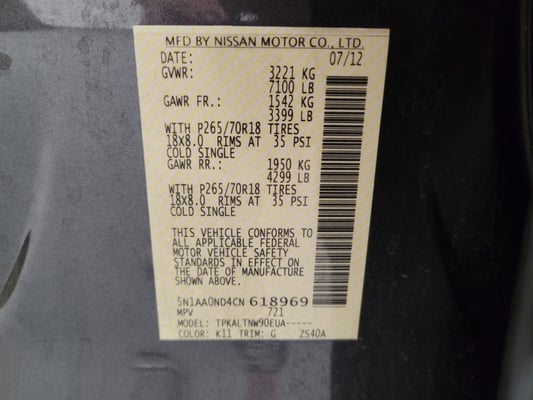 MFD BY NISSAN MOTOR CO., LTD.
DATE: 07/12
GVWR: 3221 KG
7100 LB
GAWR FR.: 1542 KG
3399 LB
WITH P265/70R18 TIRES
18x8.0 RIMS AT 35 PSI
COLD SINGLE
GAWR RR.: 1950 KG
4299 LB
WITH P265/70R18 TIRES
18x8.0 RIMS AT 35 PSI
COLD SINGLE
THIS VEHICLE CONFORMS TO
ALL APPLICABLE FEDERAL
MOTOR VEHICLE SAFETY
STANDARDS IN EFFECT ON
THE DATE OF MANUFACTURE
SHOWN ABOVE.
5N1AA0ND4CN 618969
MPV 721
MODEL: TPKALTNW90EUA-----
COLOR: K11 TRIM: G ZS40A